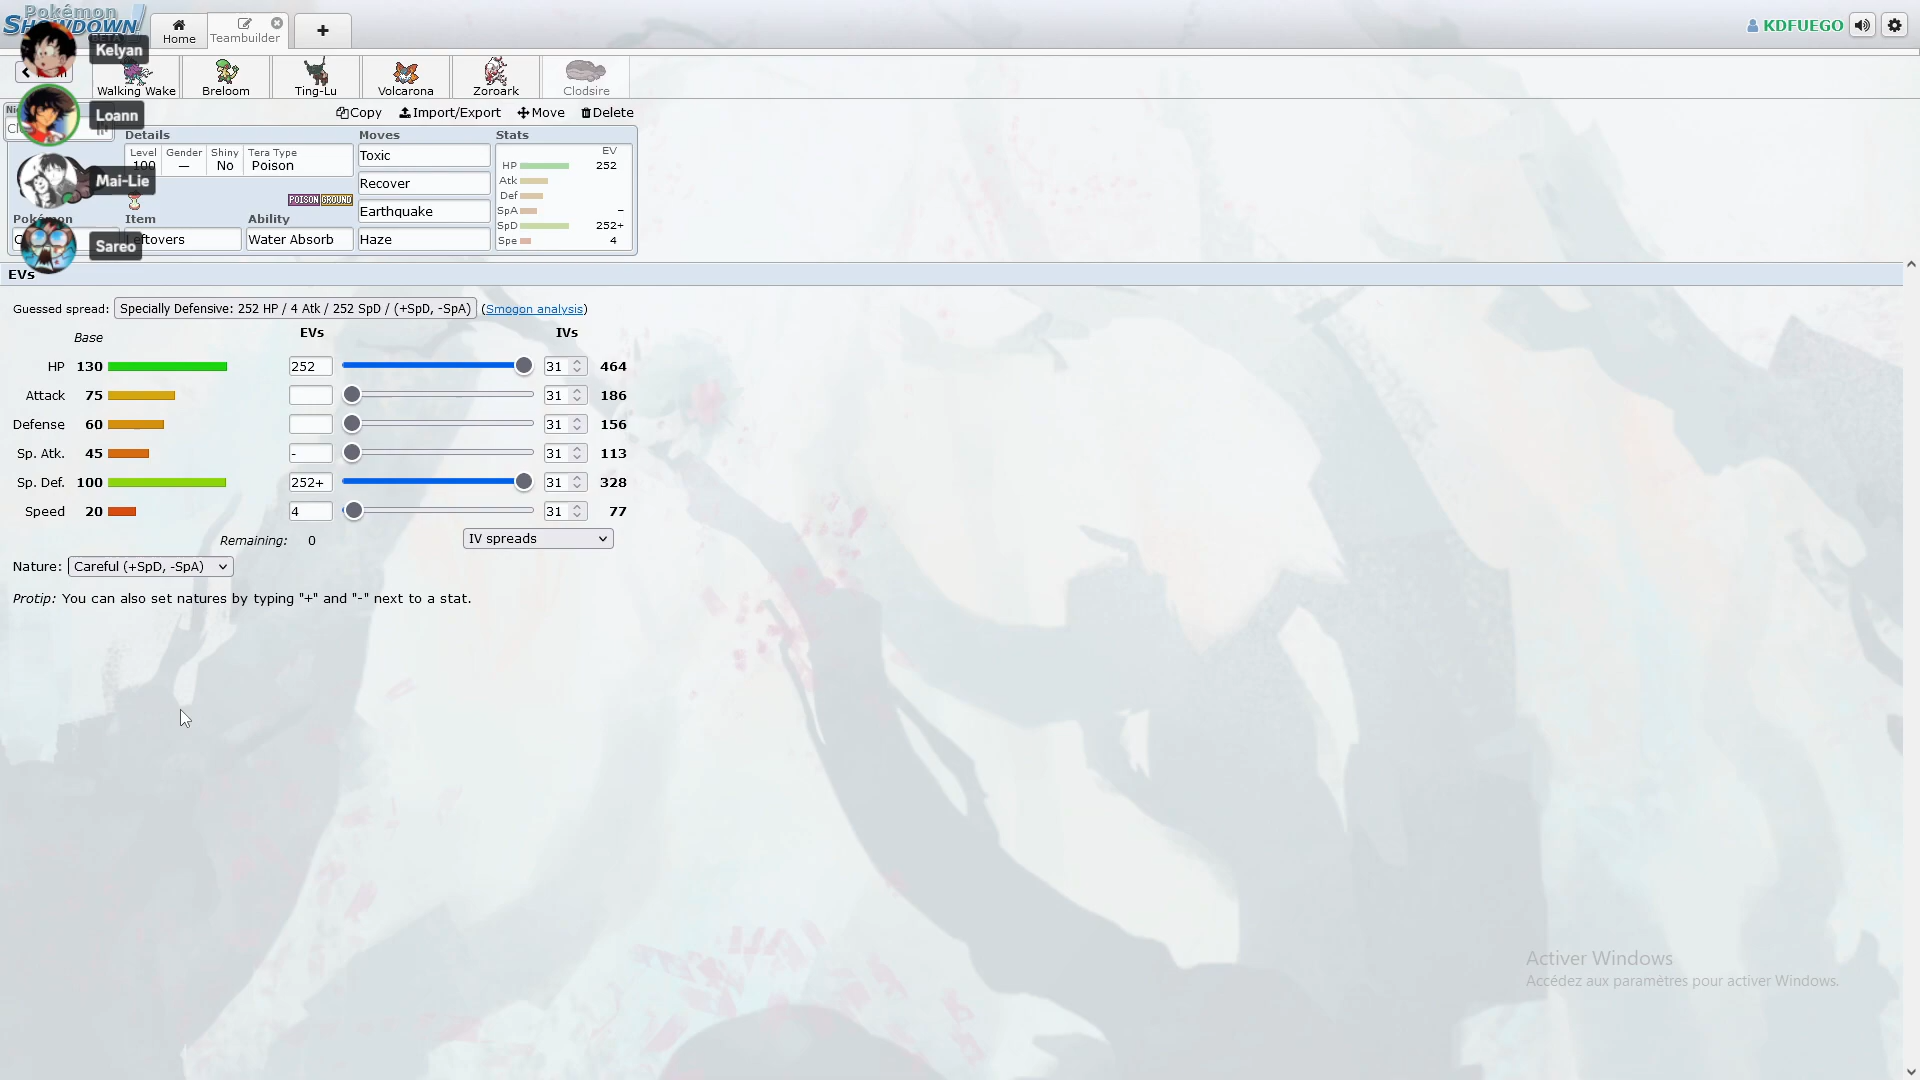 Pokémon
SHOWDOWN!
BETA
Home
Teambuilder
+
KDFUEGO
Kelyan
Walking Wake
Breloom
Ting-Lu
Volcarona
Zoroark
Clodsire
Copy
Import/Export
Move
Delete
Loann
Details
Moves
Stats
Level
Gender
Shiny
Tera Type
100
—
No
Poison
Toxic
Recover
Earthquake
Haze
EV
HP 252
Atk
Def
SpA –
SpD 252+
Spe 4
Mai-Lie
POISON GROUND
Pokémon
Item
Ability
Sareo
Water Absorb
EVs
Guessed spread: Specially Defensive: 252 HP / 4 Atk / 252 SpD / (+SpD, -SpA) (Smogon analysis)
Base EVs IVs
HP 130 252 31 464
Attack 75 31 186
Defense 60 31 156
Sp. Atk. 45 - 31 113
Sp. Def. 100 252+ 31 328
Speed 20 4 31 77
Remaining: 0
IV spreads
Nature: Careful (+SpD, -SpA)
Protip: You can also set natures by typing "+" and "-" next to a stat.
Activer Windows
Accédez aux paramètres pour activer Windows.